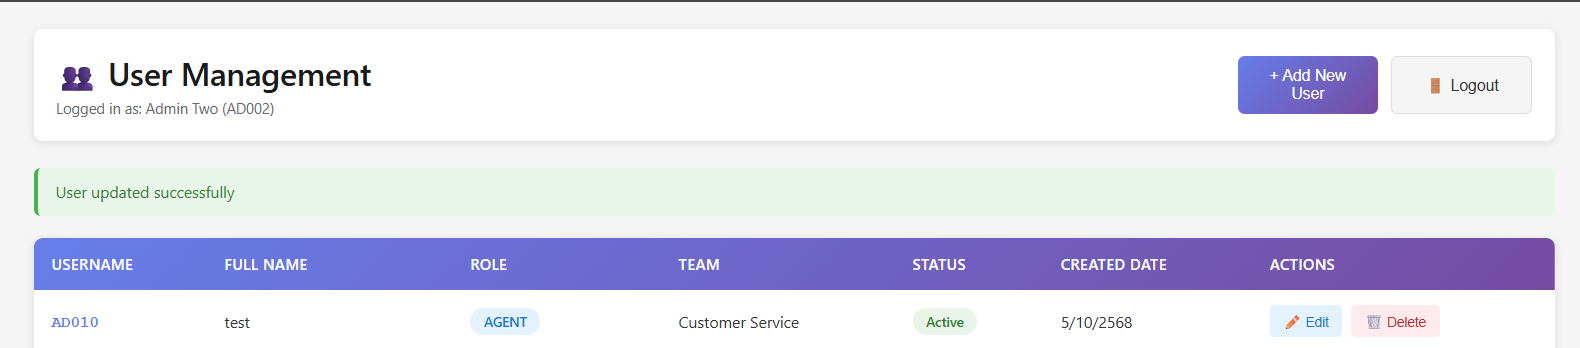 User Management
Logged in as: Admin Two (AD002)
+ Add New
User
Logout
User updated successfully
USERNAME FULL NAME ROLE TEAM STATUS CREATED DATE ACTIONS
AD010 test AGENT Customer Service Active 5/10/2568 Edit Delete